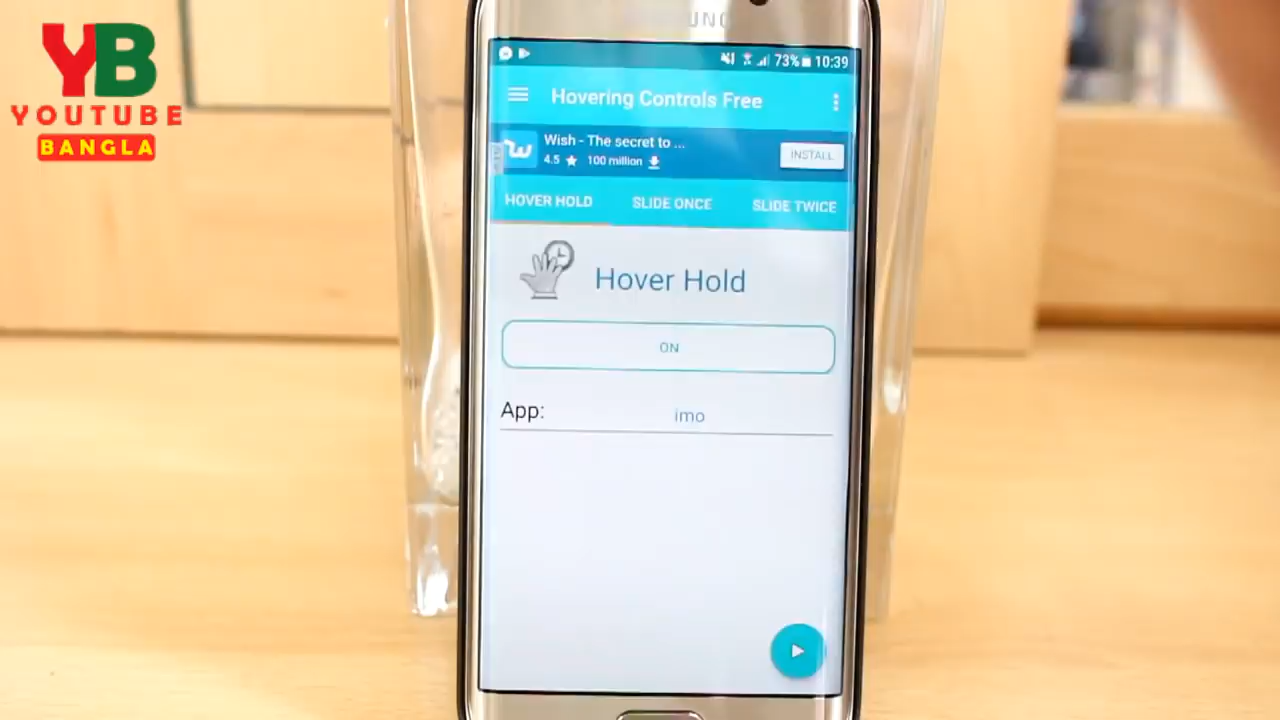 YB
YOUTUBE
BANGLA
73% 10:39
Hovering Controls Free
Wish - The secret to ...
4.5 100 million
INSTALL
HOVER HOLD SLIDE ONCE SLIDE TWICE
Hover Hold
ON
App: imo